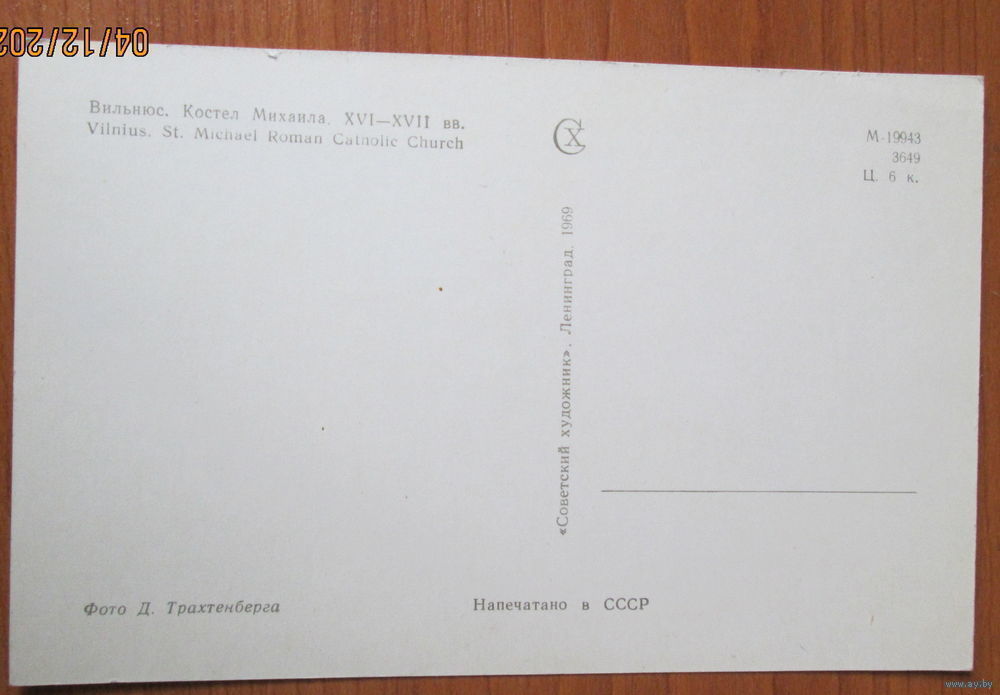 04/12/202
Вильнюс. Костел Михаила. XVI—XVII вв.
Vilnius. St. Michael Roman Catholic Church
СХ
М-19943
3649
Ц. 6 к.
«Советский художник». Ленинград. 1969
Фото Д. Трахтенберга
Напечатано в СССР
www.ay.by